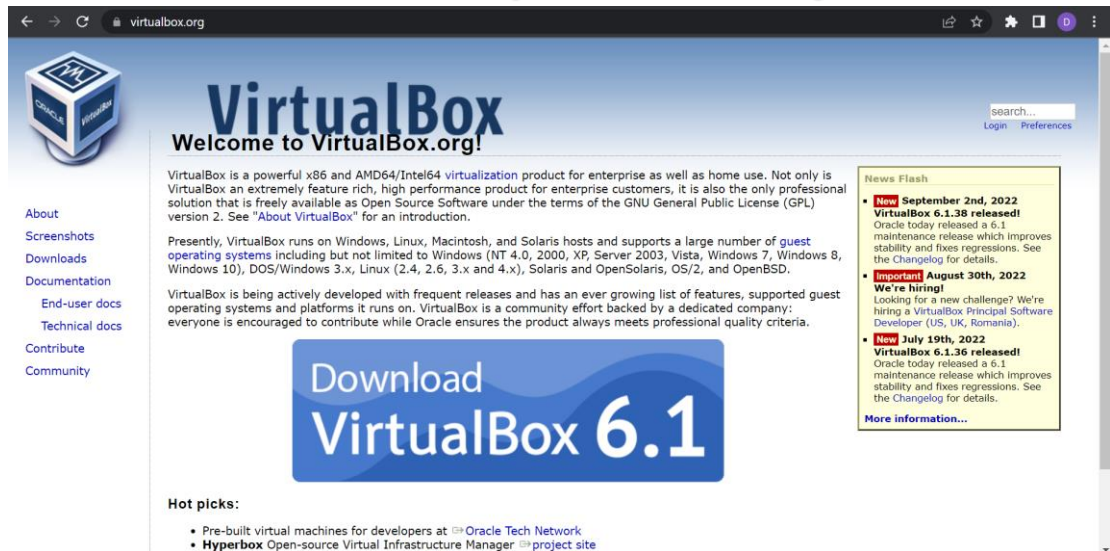 virtualbox.org
D
ORACLE
VM
VirtualBox
VirtualBox
search...
Login Preferences
Welcome to VirtualBox.org!
VirtualBox is a powerful x86 and AMD64/Intel64 virtualization product for enterprise as well as home use. Not only is
VirtualBox an extremely feature rich, high performance product for enterprise customers, it is also the only professional
solution that is freely available as Open Source Software under the terms of the GNU General Public License (GPL)
version 2. See "About VirtualBox" for an introduction.
Presently, VirtualBox runs on Windows, Linux, Macintosh, and Solaris hosts and supports a large number of guest
operating systems including but not limited to Windows (NT 4.0, 2000, XP, Server 2003, Vista, Windows 7, Windows 8,
Windows 10), DOS/Windows 3.x, Linux (2.4, 2.6, 3.x and 4.x), Solaris and OpenSolaris, OS/2, and OpenBSD.
VirtualBox is being actively developed with frequent releases and has an ever growing list of features, supported guest
operating systems and platforms it runs on. VirtualBox is a community effort backed by a dedicated company:
everyone is encouraged to contribute while Oracle ensures the product always meets professional quality criteria.
About
Screenshots
Downloads
Documentation
End-user docs
Technical docs
Contribute
Community
Download
VirtualBox 6.1
Hot picks:
• Pre-built virtual machines for developers at Oracle Tech Network
• Hyperbox Open-source Virtual Infrastructure Manager project site
News Flash
• New September 2nd, 2022
VirtualBox 6.1.38 released!
Oracle today released a 6.1
maintenance release which improves
stability and fixes regressions. See
the Changelog for details.
• Important August 30th, 2022
We're hiring!
Looking for a new challenge? We're
hiring a VirtualBox Principal Software
Developer (US, UK, Romania).
• New July 19th, 2022
VirtualBox 6.1.36 released!
Oracle today released a 6.1
maintenance release which improves
stability and fixes regressions. See
the Changelog for details.
More information...